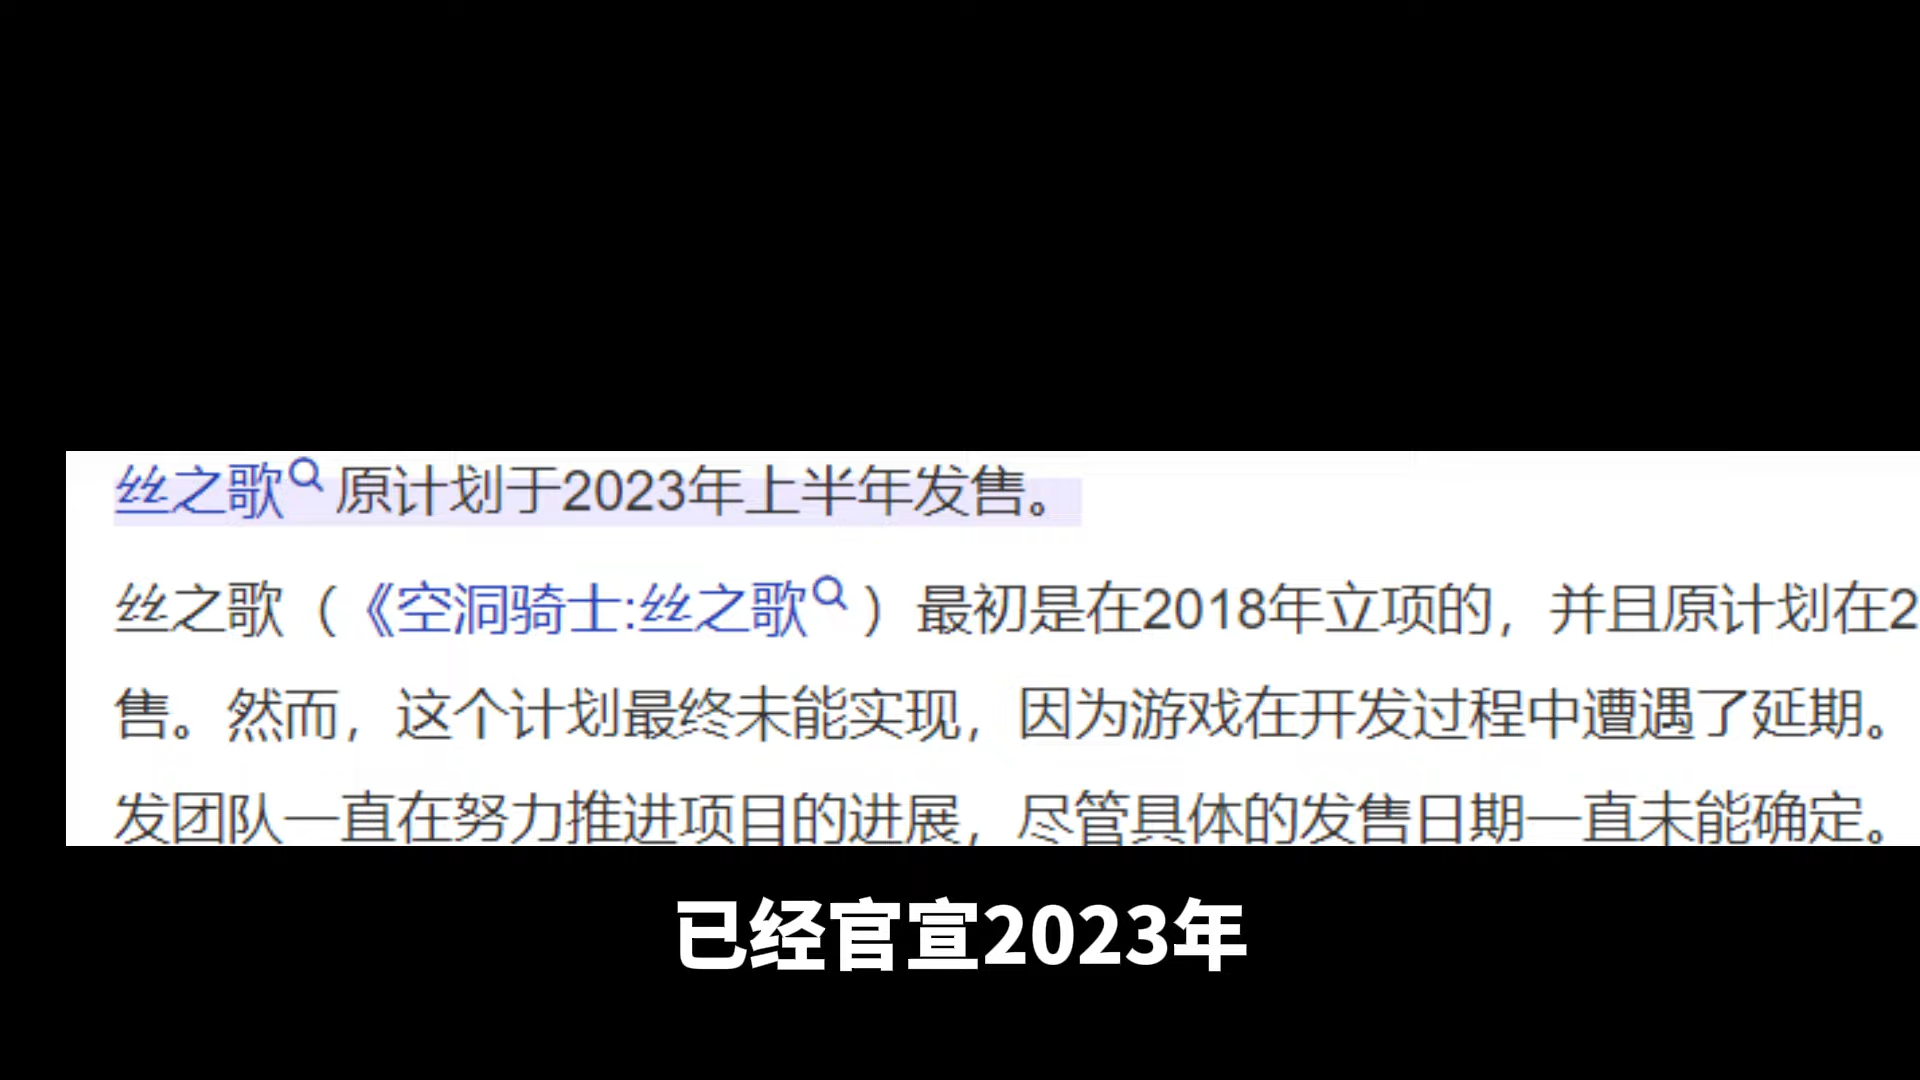 丝之歌 原计划于2023年上半年发售。
丝之歌（《空洞骑士:丝之歌 ）最初是在2018年立项的，并且原计划在2
售。然而，这个计划最终未能实现，因为游戏在开发过程中遭遇了延期。
发团队一直在努力推进项目的进展，尽管具体的发售日期一直未能确定。
已经官宣2023年